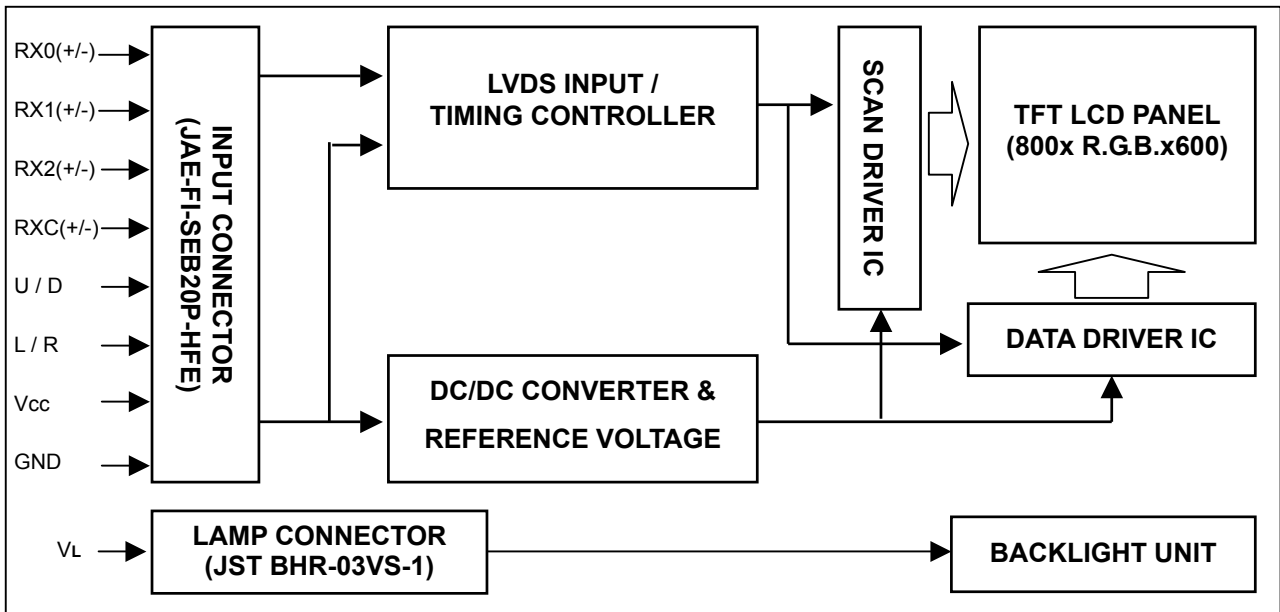 RX0(+/-)
RX1(+/-)
RX2(+/-)
RXC(+/-)
U / D
L / R
Vcc
GND
INPUT CONNECTOR
(JAE-FI-SEB20P-HFE)
LVDS INPUT /
TIMING CONTROLLER
SCAN DRIVER IC
TFT LCD PANEL
(800x R.G.B.x600)
DATA DRIVER IC
DC/DC CONVERTER &
REFERENCE VOLTAGE
VL
LAMP CONNECTOR
(JST BHR-03VS-1)
BACKLIGHT UNIT